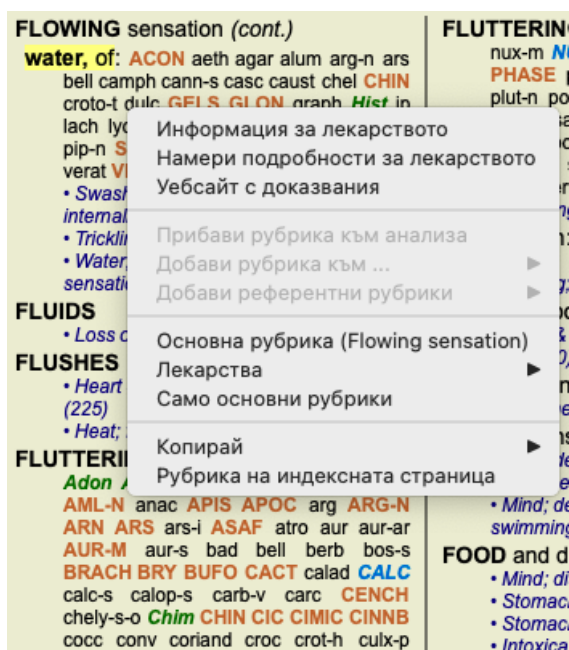 FLOWING sensation (cont.)
water, of: ACON aeth agar alum arg-n ars
bell camph cann-s casc caust chel CHIN
croto-t dulc GELS GLON graph Hist ip
lach
pip-n
verat
• Swash
internal
•
• Water,
FLUIDS
• Loss
FLUSHES
• Heart
(225)
• Heat;
Adon
AML-N anac APIS APOC arg ARG-N
ARN ARS ars-i ASAF atro aur aur-ar
AUR-M aur-s bad bell berb bos-s
BRACH BRY BUFO CACT calad CALC
calc-s calop-s carb-v carc CENCH
chely-s-o Chim CHIN CIC CIMIC CINNB
cocc conv coriand croc crot-h culx-p
Информация за лекарството
Намери подробности за лекарството
Уебсайт с доказвания
Прибави рубрика към анализа
Добави рубрика към ...
Добави референтни рубрики
Основна рубрика (Flowing sensation)
Лекарства
Само основни рубрики
Копирай
Рубрика на индексната страница
nux-m
PHASE
plut-n
• Mind;
swimming
FOOD and
• Mind;